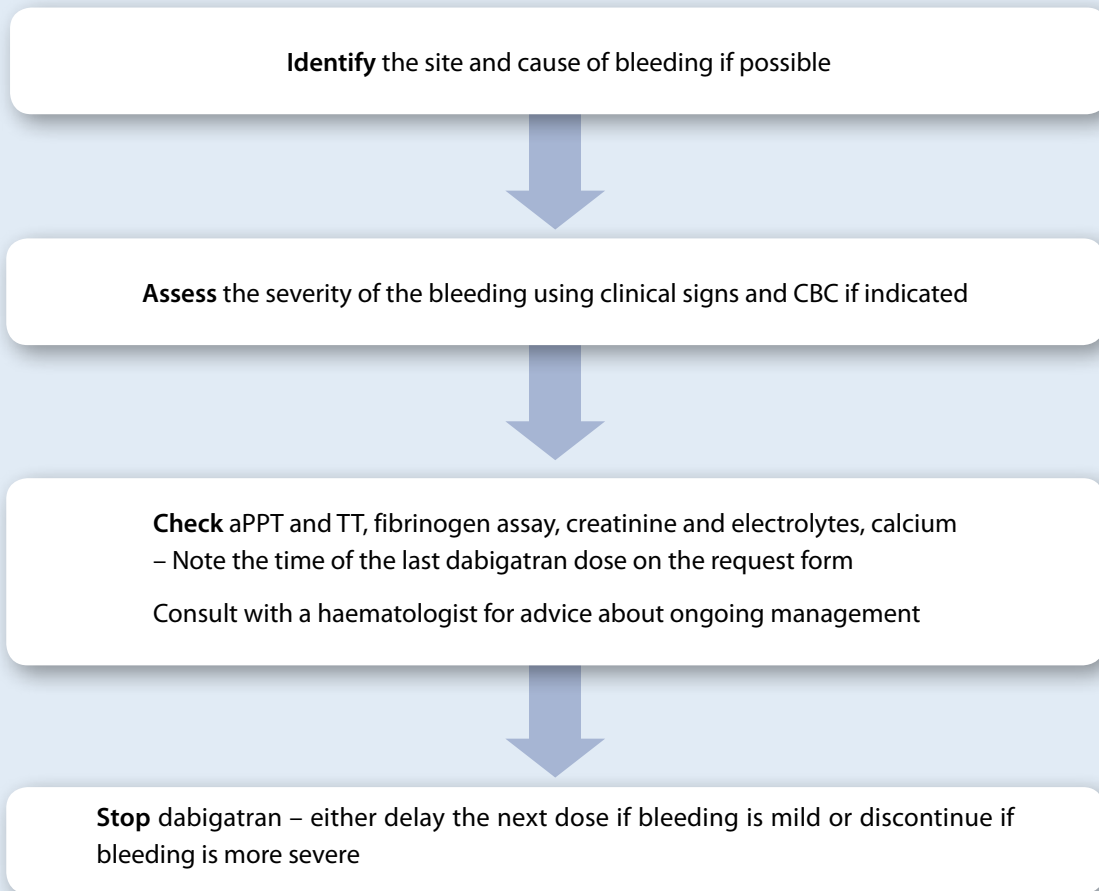 Identify the site and cause of bleeding if possible
Assess the severity of the bleeding using clinical signs and CBC if indicated
Check aPPT and TT, fibrinogen assay, creatinine and electrolytes, calcium
– Note the time of the last dabigatran dose on the request form
Consult with a haematologist for advice about ongoing management
Stop dabigatran – either delay the next dose if bleeding is mild or discontinue if
bleeding is more severe